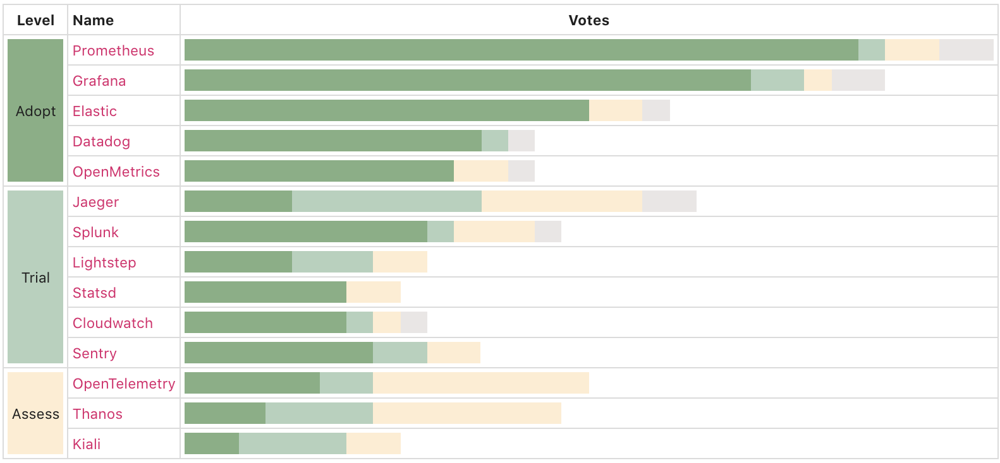 Level Name Votes
Adopt
Prometheus
Grafana
Elastic
Datadog
OpenMetrics
Trial
Jaeger
Splunk
Lightstep
Statsd
Cloudwatch
Sentry
Assess
OpenTelemetry
Thanos
Kiali